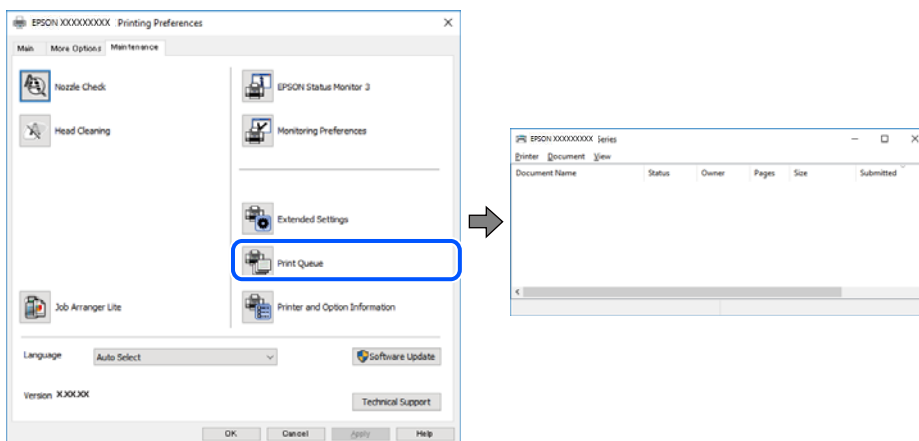 EPSON XXXXXXXXX Printing Preferences
Main More Options Maintenance
Nozzle Check
EPSON Status Monitor 3
Head Cleaning
Monitoring Preferences
Extended Settings
Print Queue
Job Arranger Lite
Printer and Option Information
Language Auto Select
Software Update
Version X.XX.XX
Technical Support
OK Cancel Apply Help
EPSON XXXXXXXXX Series
Printer Document View
Document Name Status Owner Pages Size Submitted